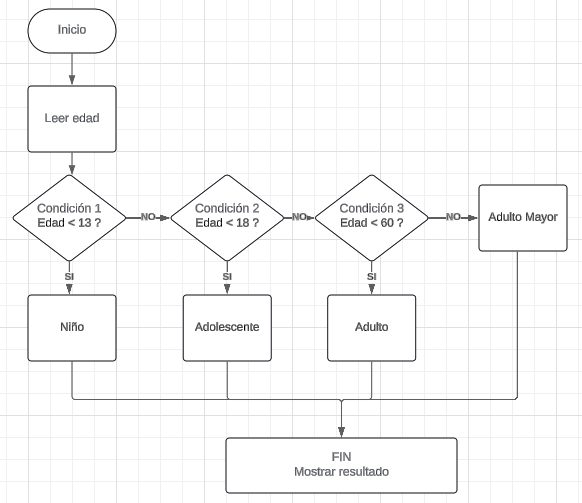 Inicio
Leer edad
Condición 1
Edad < 13 ?
NO
Condición 2
Edad < 18 ?
NO
Condición 3
Edad < 60 ?
NO
Adulto Mayor
SI
SI
SI
Niño
Adolescente
Adulto
FIN
Mostrar resultado